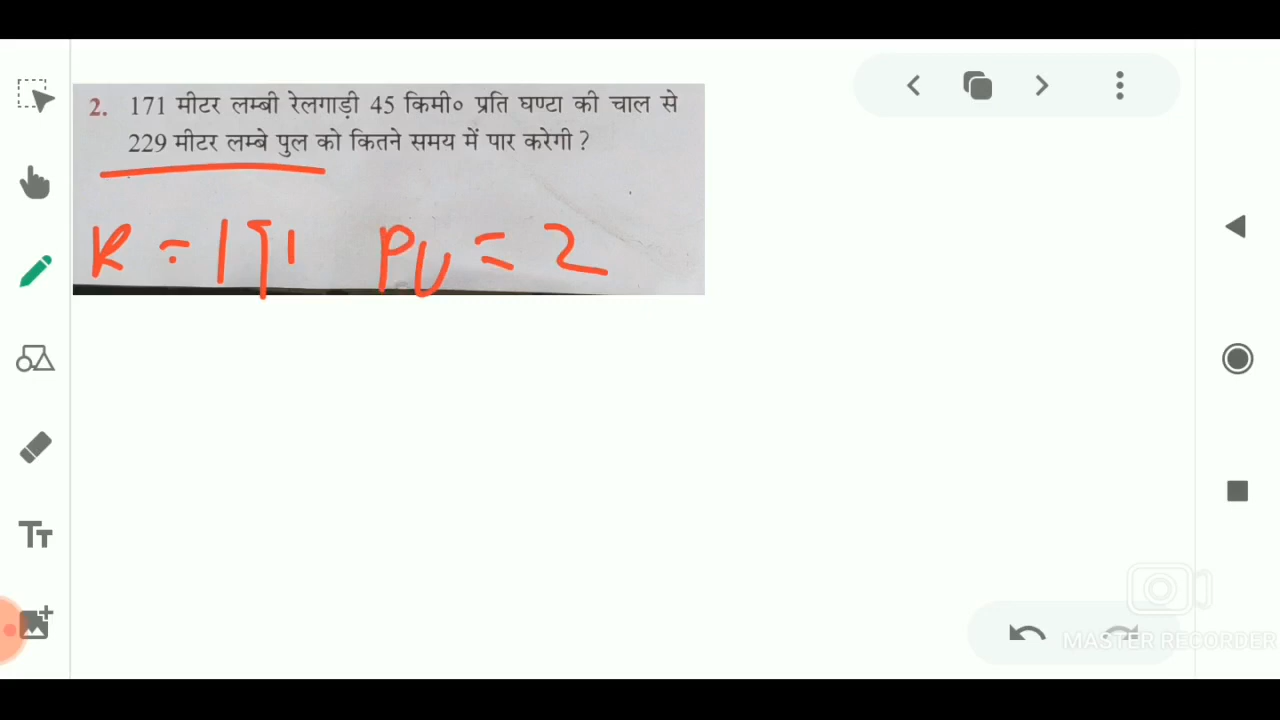 2. 171 मीटर लम्बी रेलगाड़ी 45 किमी० प्रति घण्टा की चाल से
229 मीटर लम्बे पुल को कितने समय में पार करेगी ?
R = 171 PU = 2
TT
MASTER RECORDER